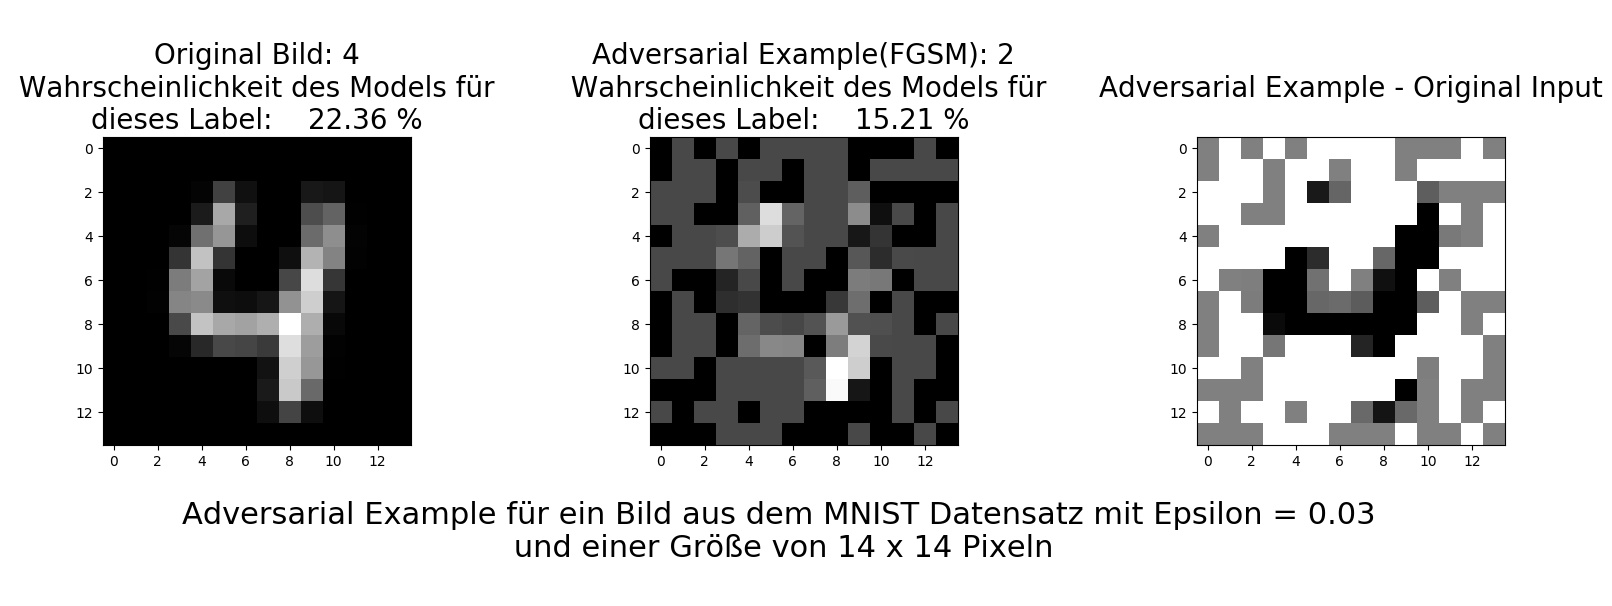 Original Bild: 4
Wahrscheinlichkeit des Models für
dieses Label: 22.36 %
0
2
4
6
8
10
12
0 2 4 6 8 10 12
Adversarial Example(FGSM): 2
Wahrscheinlichkeit des Models für
dieses Label: 15.21 %
0
2
4
6
8
10
12
0 2 4 6 8 10 12
Adversarial Example - Original Input
0
2
4
6
8
10
12
0 2 4 6 8 10 12
Adversarial Example für ein Bild aus dem MNIST Datensatz mit Epsilon = 0.03
und einer Größe von 14 x 14 Pixeln